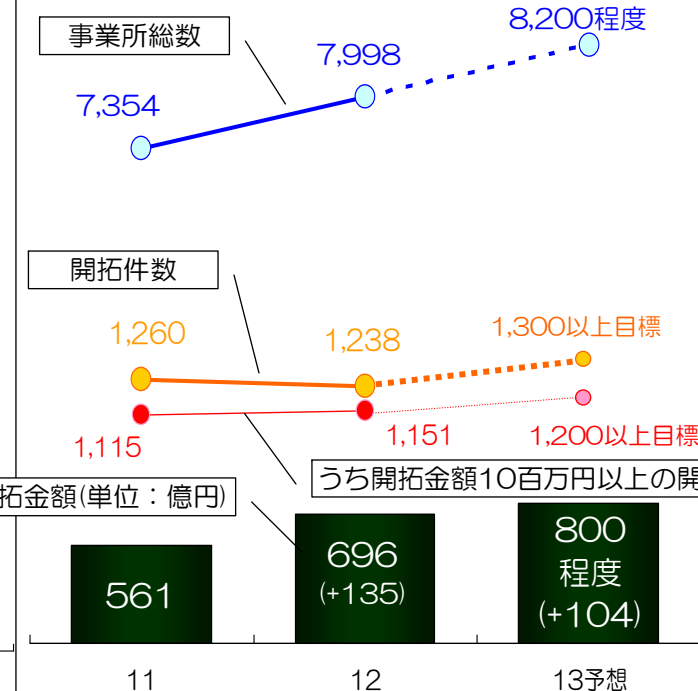 事業所総数
8,200程度
7,998
7,354
開拓件数
1,260
1,238
1,300以上目標
1,115
1,151
1,200以上目標
うち開拓金額10百万円以上の開
拓金額(単位：億円)
561
696
(+135)
800
程度
(+104)
11
12
13予想